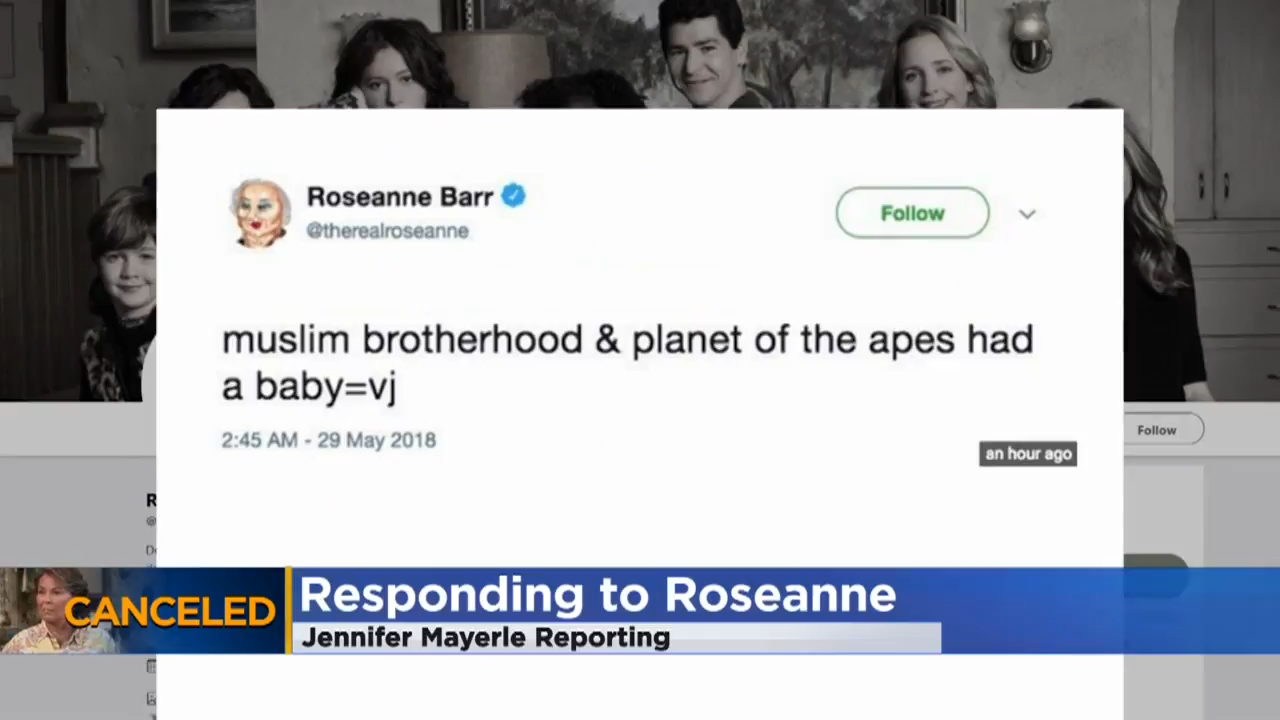 Roseanne Barr
@therealroseanne
Follow
muslim brotherhood & planet of the apes had
a baby=vj
2:45 AM - 29 May 2018
an hour ago
Follow
CANCELED
Responding to Roseanne
Jennifer Mayerle Reporting